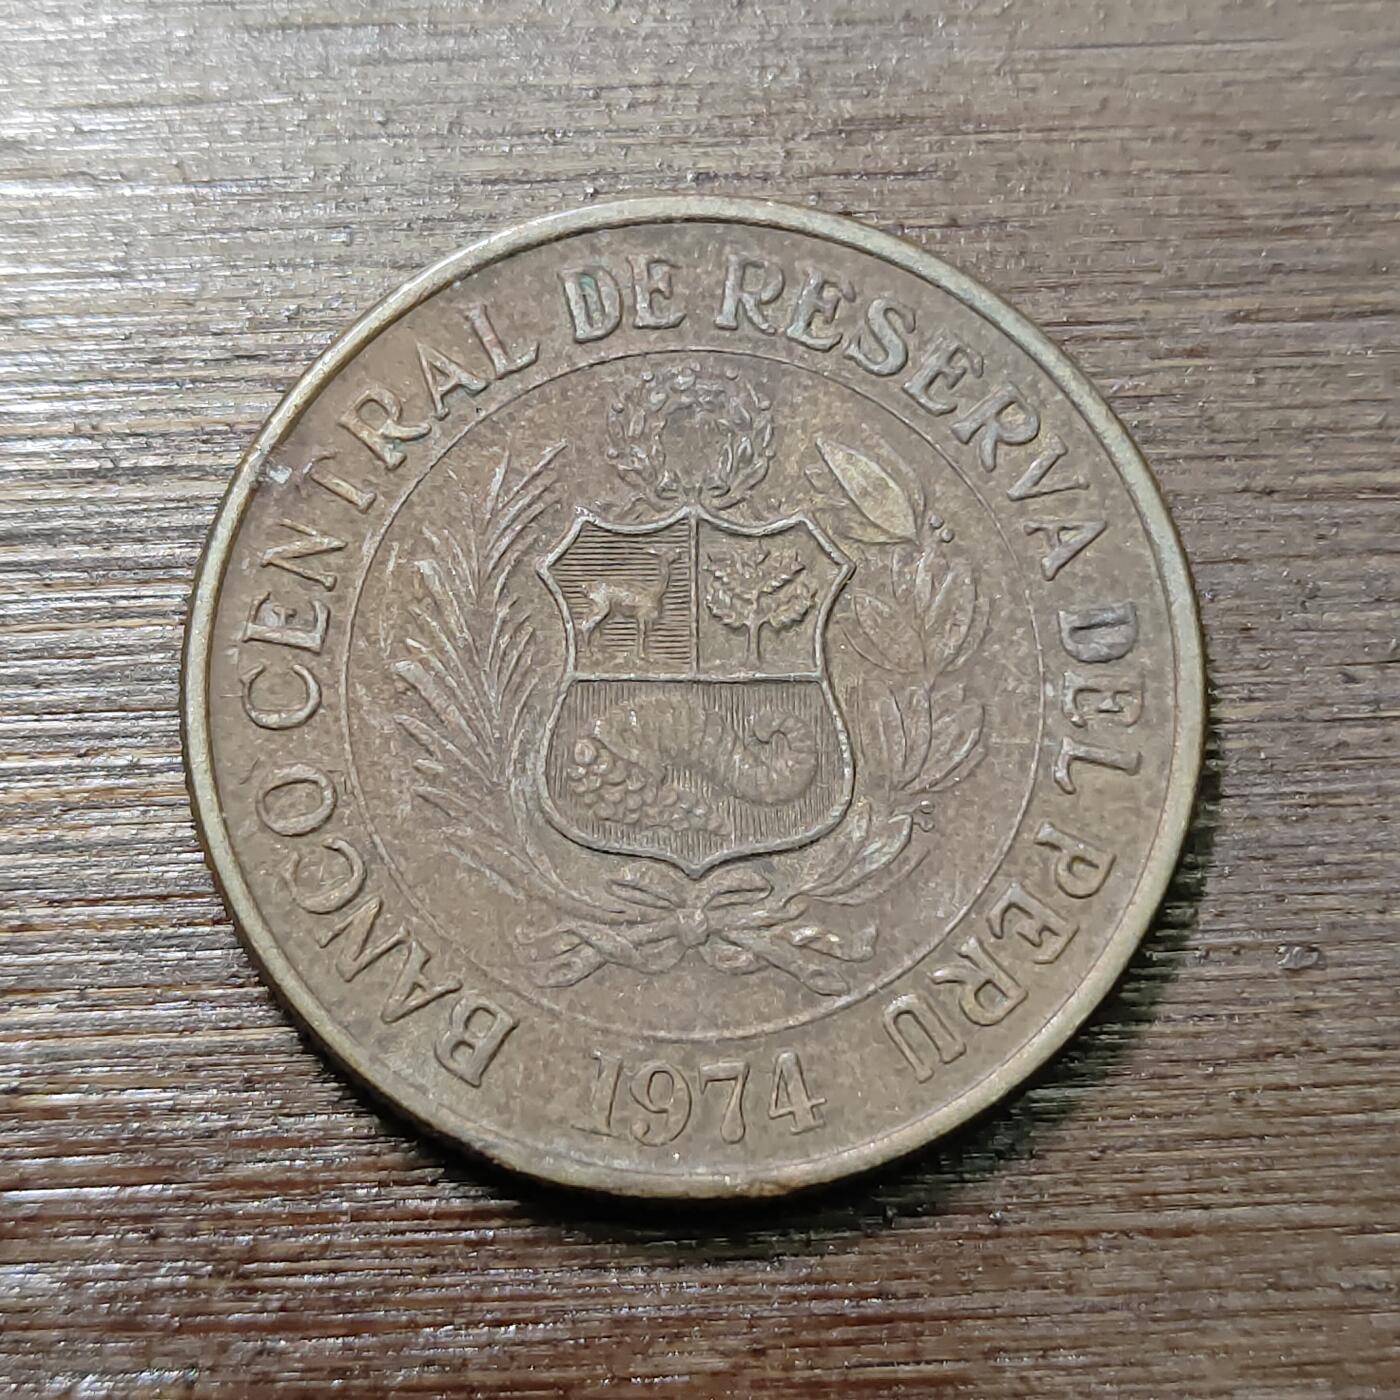 BANCO CENTRAL DE RESERVA DEL PERU
1974